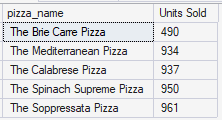 pizza_name Units Sold
The Brie Carre Pizza 490
The Mediterranean Pizza 934
The Calabrese Pizza 937
The Spinach Supreme Pizza 950
The Soppressata Pizza 961